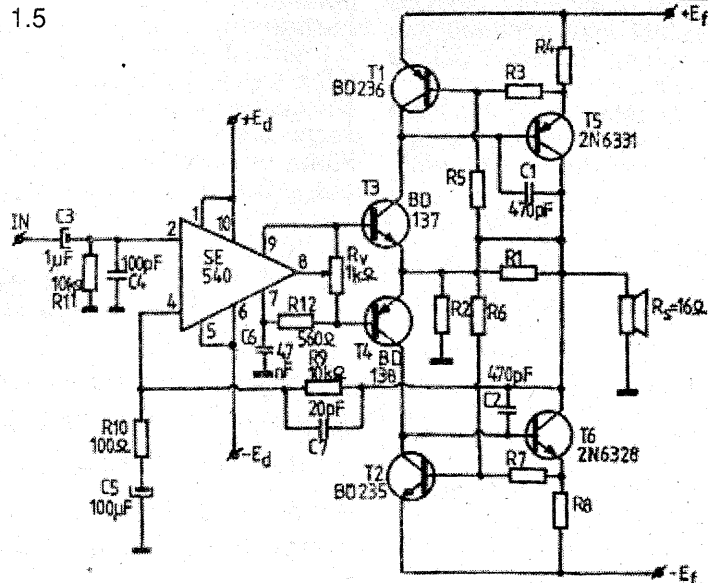 1.5
+Ef
R4
T1
BD 236
R3
T5
2N6331
+Ed
C1
470pF
R5
T3
BD
137
IN
C3
1µF
2
1
10
9
8
SE
540
100pF
C4
10kΩ
R11
4
5
6
7
Rv
1kΩ
R1
R2
R6
Rs=16Ω
R12
560Ω
C6
47
nF
T4
BD
138
R9
10kΩ
20pF
C7
470pF
C2
R10
100Ω
C5
100µF
-Ed
T6
2N6328
T2
BD235
R7
R8
-Ef